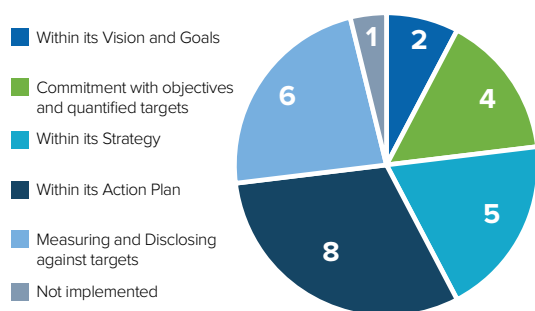 Within its Vision and Goals
Commitment with objectives
and quantified targets
Within its Strategy
Within its Action Plan
Measuring and Disclosing
against targets
Not implemented
1
2
4
5
8
6